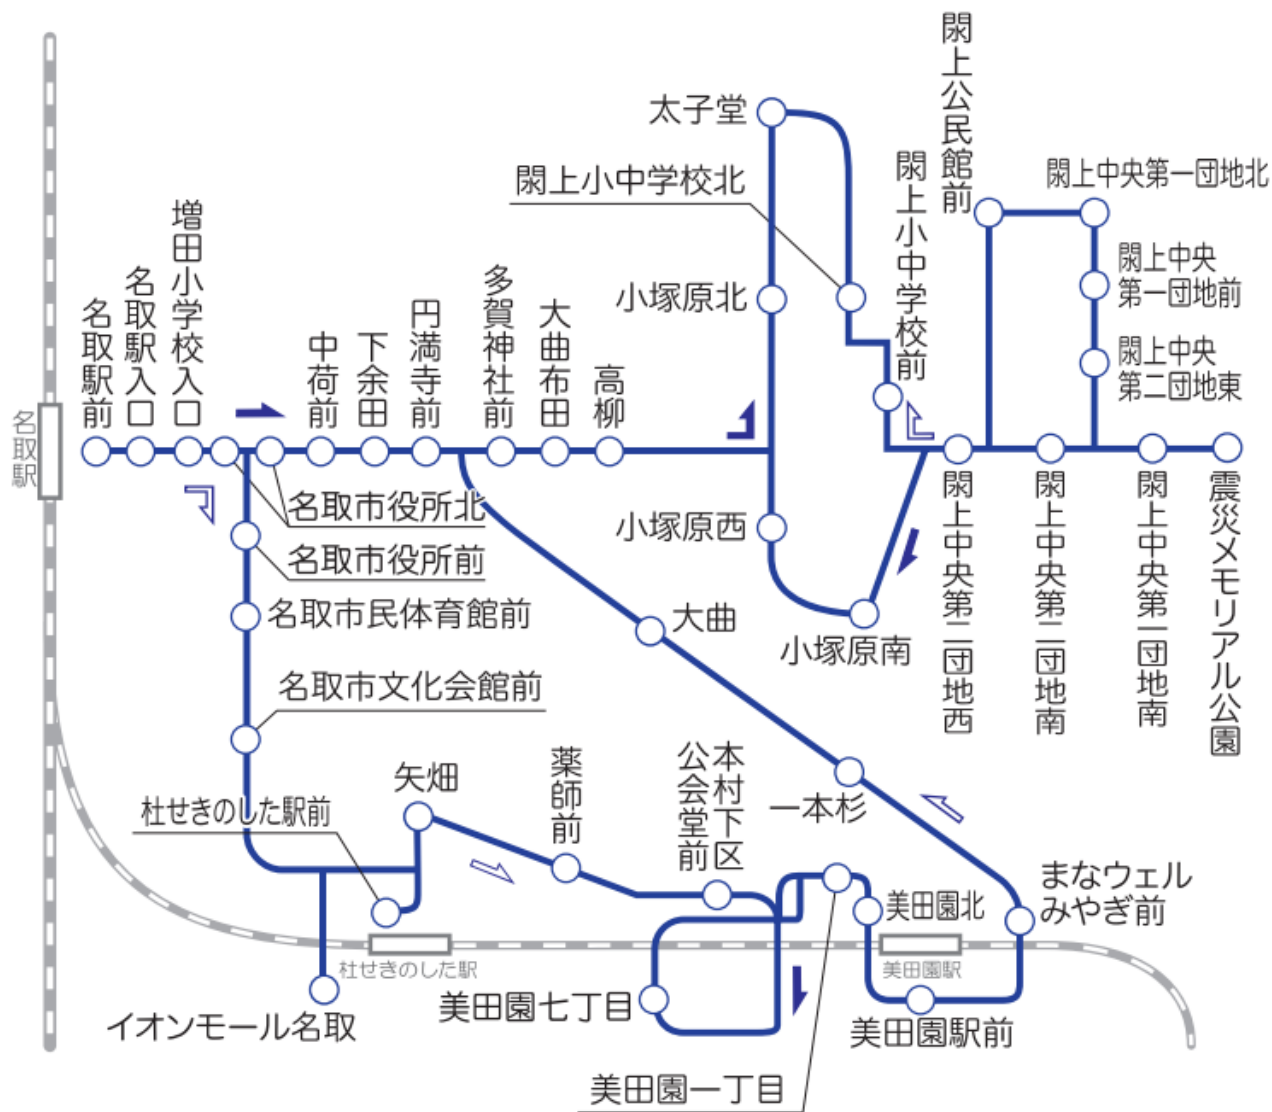 閖上公民館前
太子堂
閖上小中学校北
閖上小中学校前
閖上中央第一団地北
増田小学校入口
名取駅入口
名取駅前
中荷前
下余田
円満寺前
多賀神社前
大曲布田
高柳
小塚原北
閖上中央
第一団地前
閖上中央
第二団地東
名取駅
名取市役所北
名取市役所前
名取市民体育館前
名取市文化会館前
小塚原西
小塚原南
大曲
閖上中央第二団地西
閖上中央第二団地南
閖上中央第一団地南
震災メモリアル公園
杜せきのした駅前
矢畑
薬師前
本村下区
公会堂前
一本杉
まなウェル
みやぎ前
美田園北
杜せきのした駅
美田園駅
イオンモール名取
美田園七丁目
美田園駅前
美田園一丁目